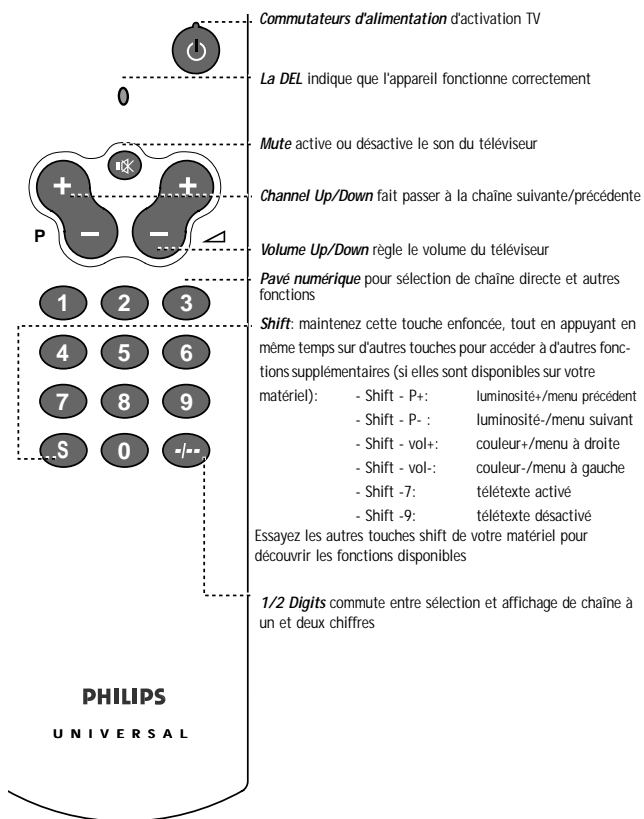 Commutateurs d'alimentation d'activation TV
La DEL indique que l'appareil fonctionne correctement
Mute active ou désactive le son du téléviseur
+ +
Channel Up/Down fait passer à la chaîne suivante/précédente
P - -
Volume Up/Down règle le volume du téléviseur
Pavé numérique pour sélection de chaîne directe et autres
fonctions
1 2 3
Shift: maintenez cette touche enfoncée, tout en appuyant en
même temps sur d'autres touches pour accéder à d'autres fonc-
tions supplémentaires (si elles sont disponibles sur votre
matériel): - Shift - P+: luminosité+/menu précédent
- Shift - P- : luminosité-/menu suivant
- Shift - vol+: couleur+/menu à droite
- Shift - vol-: couleur-/menu à gauche
- Shift -7: télétexte activé
- Shift -9: télétexte désactivé
4 5 6
7 8 9
S 0 -/--
Essayez les autres touches shift de votre matériel pour
découvrir les fonctions disponibles
1/2 Digits commute entre sélection et affichage de chaîne à
un et deux chiffres
PHILIPS
UNIVERSAL